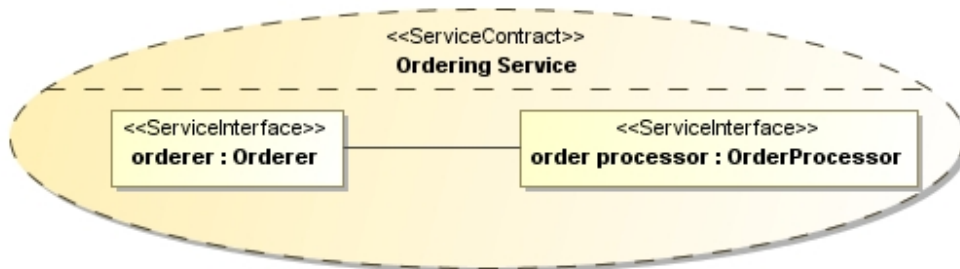 <<ServiceContract>>
Ordering Service
<<ServiceInterface>>
orderer : Orderer
<<ServiceInterface>>
order processor : OrderProcessor